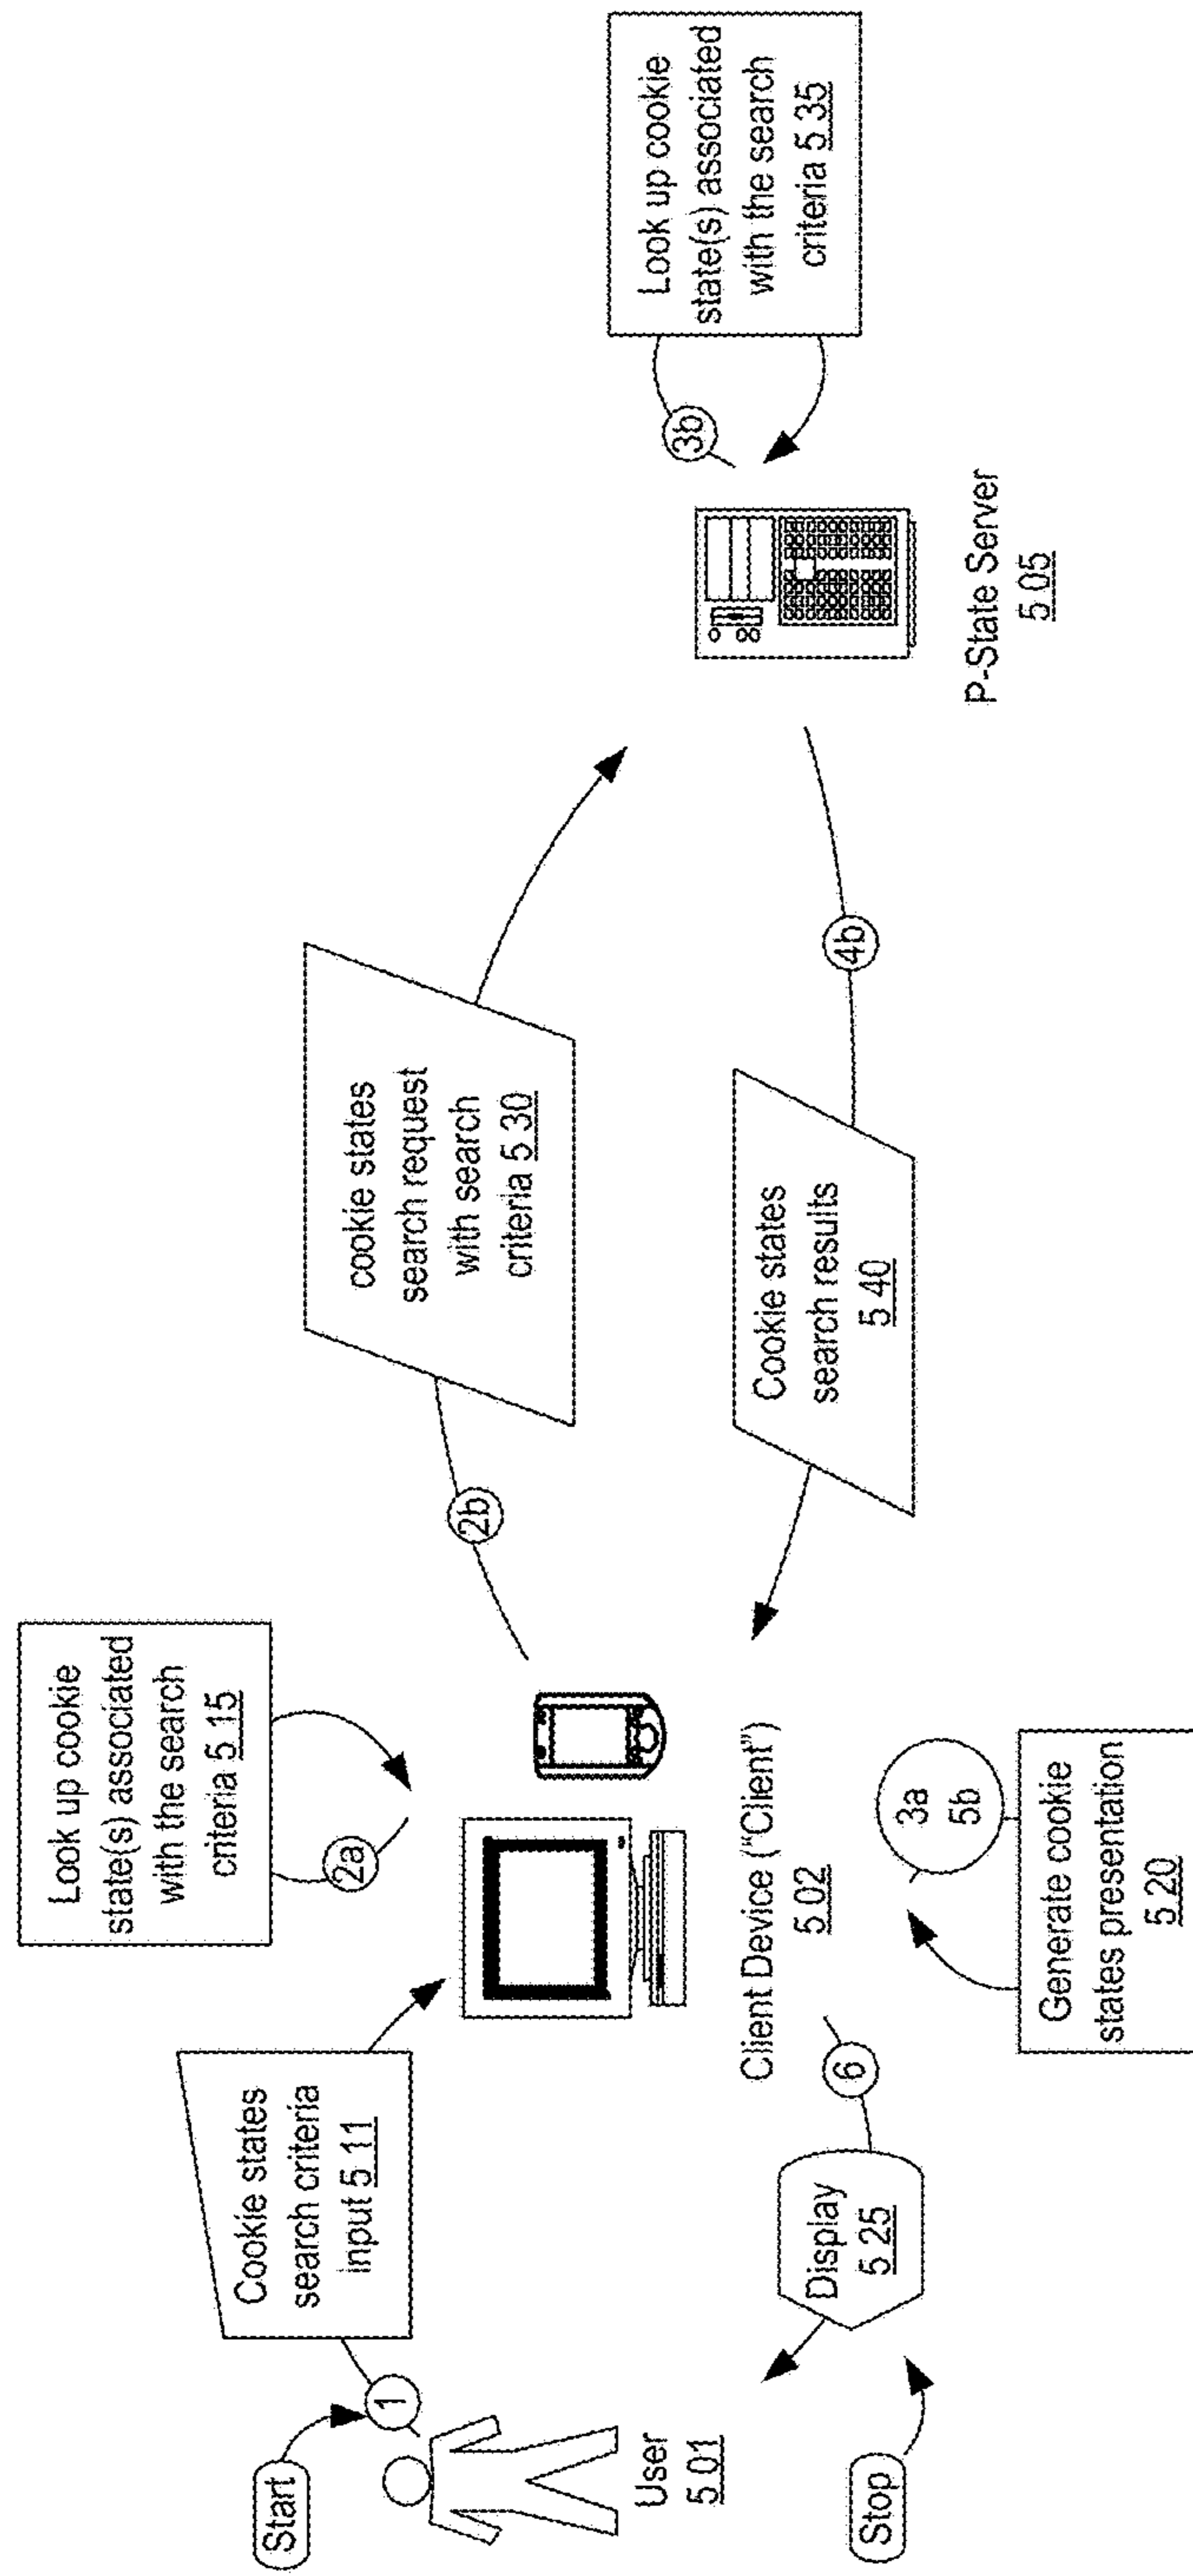 Start
1
User
5 01
Cookie states
search criteria
input 5 11
Look up cookie
state(s) associated
with the search
criteria 5 15
2a
Client Device ("Client")
5 02
2b
cookie states
search request
with search
criteria 5 30
P-State Server
5 05
3b
Look up cookie
state(s) associated
with the search
criteria 5 35
4b
Cookie states
search results
5 40
3a
5b
Generate cookie
states presentation
5 20
6
Display
5 25
Stop